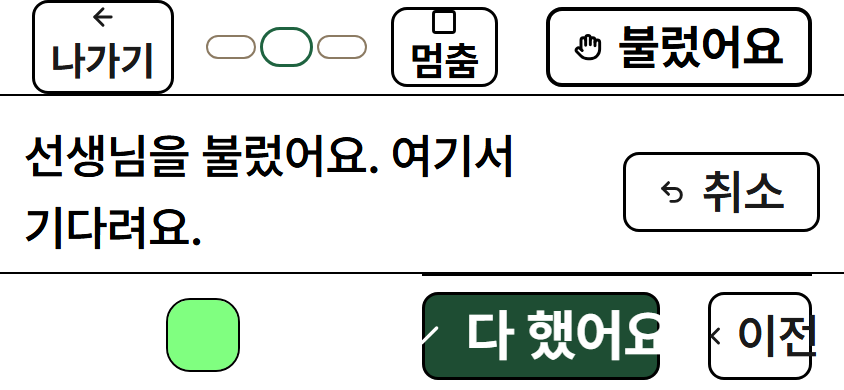 나가기
멈춤
불렀어요
선생님을 불렀어요. 여기서
기다려요.
취소
다 했어요
이전